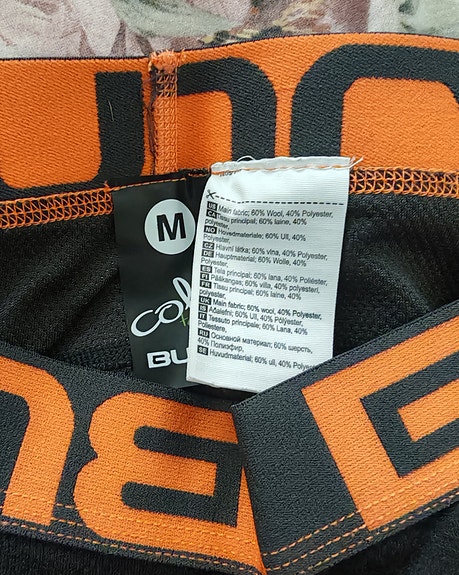 M
US Main fabric; 60% Wool, 40% Polyester,
CA Tissu principal; 60% laine, 40% Polyester,
polyester,
NO Hovedmateriale; 60% Ull, 40%
Polyester,
CZ Hlavní látka; 60% vlna, 40% Polyester,
DE Hauptmaterial; 60% Wolle, 40%
Polyester,
ES Tela principal; 60% lana, 40% Poliéster,
FI Pääkangas; 60% villa, 40% polyesteri,
FR Tissu principal; 60% laine, 40%
polyester,
UK Main fabric; 60% wool, 40% polyester,
IS Aðalefni; 60% Ull, 40% Polyester,
IT Tessuto principale; 60% Lana, 40%
Poliestere,
RU Основной материал; 60% шерсть,
40% Полиэфир,
SE Huvudmaterial; 60% ull, 40% Polyester,
BU